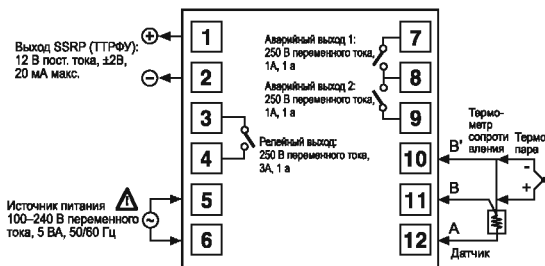 Выход SSRP (ТТРФУ):
12 В пост. тока, ±2В,
20 мА макс.
+
−
1
2
3
4
5
6
Источник питания
100–240 В переменного
тока, 5 ВА, 50/60 Гц
Аварийный выход 1:
250 В переменного тока,
1А, 1 а
Аварийный выход 2:
250 В переменного тока,
1А, 1 а
Релейный выход:
250 В переменного тока,
3А, 1 а
7
8
9
10
11
12
B'
B
A
Термо-
метр
сопроти
вления
Термо
пара
-
+
Датчик